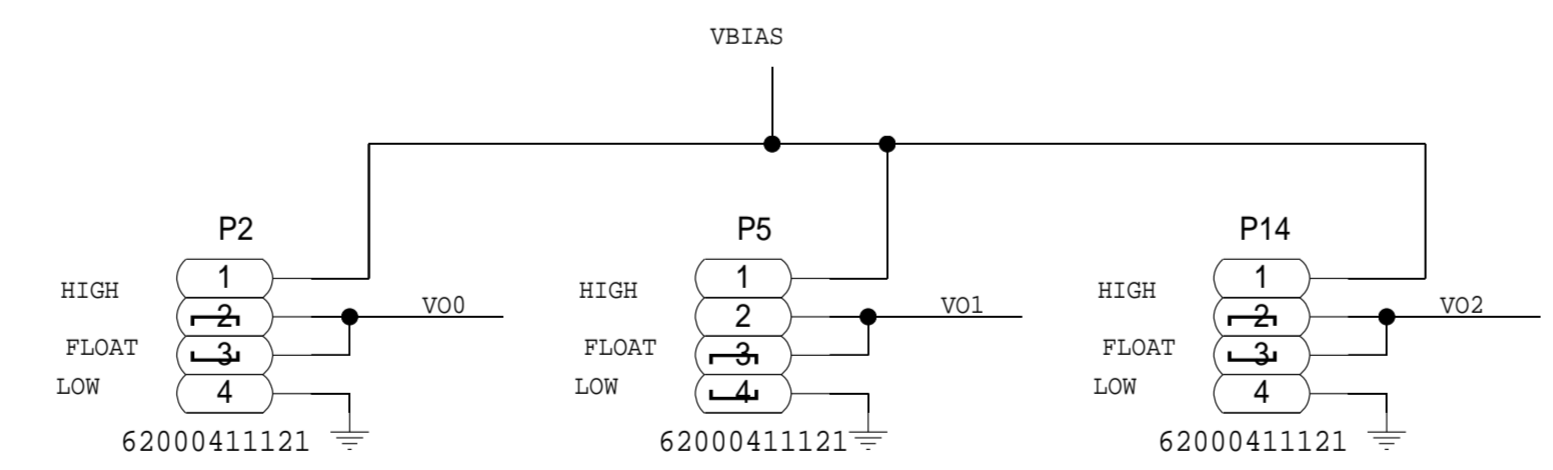 VBIAS
P2
P5
P14
1
HIGH
2
VO0
FLOAT
3
LOW
4
62000411121
1
HIGH
2
VO1
FLOAT
3
LOW
4
62000411121
1
HIGH
2
VO2
FLOAT
3
LOW
4
62000411121